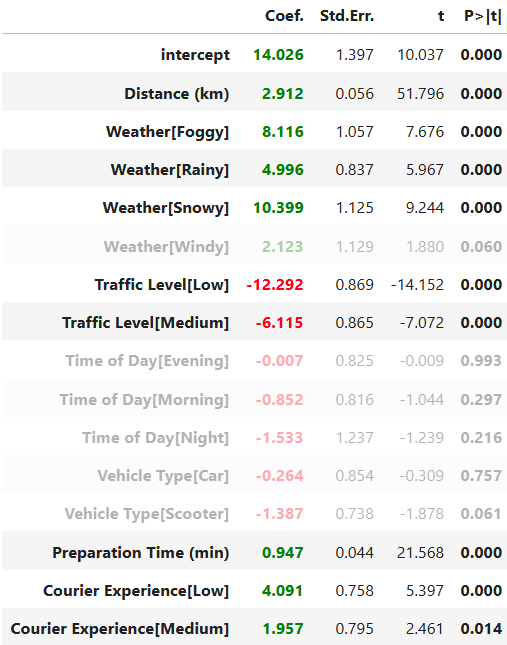 Coef. Std.Err. t P>|t|
intercept 14.026 1.397 10.037 0.000
Distance (km) 2.912 0.056 51.796 0.000
Weather[Foggy] 8.116 1.057 7.676 0.000
Weather[Rainy] 4.996 0.837 5.967 0.000
Weather[Snowy] 10.399 1.125 9.244 0.000
Weather[Windy] 2.123 1.129 1.880 0.060
Traffic Level[Low] -12.292 0.869 -14.152 0.000
Traffic Level[Medium] -6.115 0.865 -7.072 0.000
Time of Day[Evening] -0.007 0.825 -0.009 0.993
Time of Day[Morning] -0.852 0.816 -1.044 0.297
Time of Day[Night] -1.533 1.237 -1.239 0.216
Vehicle Type[Car] -0.264 0.854 -0.309 0.757
Vehicle Type[Scooter] -1.387 0.738 -1.878 0.061
Preparation Time (min) 0.947 0.044 21.568 0.000
Courier Experience[Low] 4.091 0.758 5.397 0.000
Courier Experience[Medium] 1.957 0.795 2.461 0.014